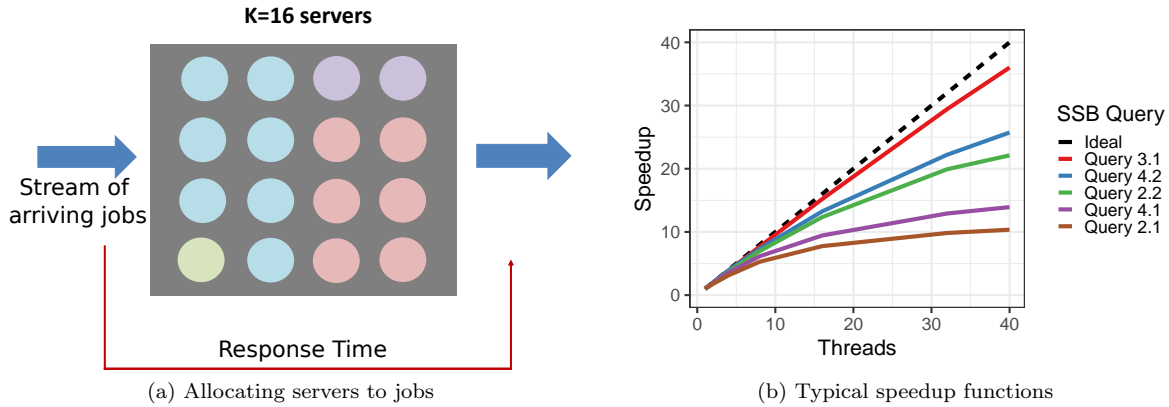 K=16 servers
Stream of
arriving jobs
Response Time
(a) Allocating servers to jobs
Speedup
40
30
20
10
0
0
10
20
30
40
Threads
SSB Query
Ideal
Query 3.1
Query 4.2
Query 2.2
Query 4.1
Query 2.1
(b) Typical speedup functions